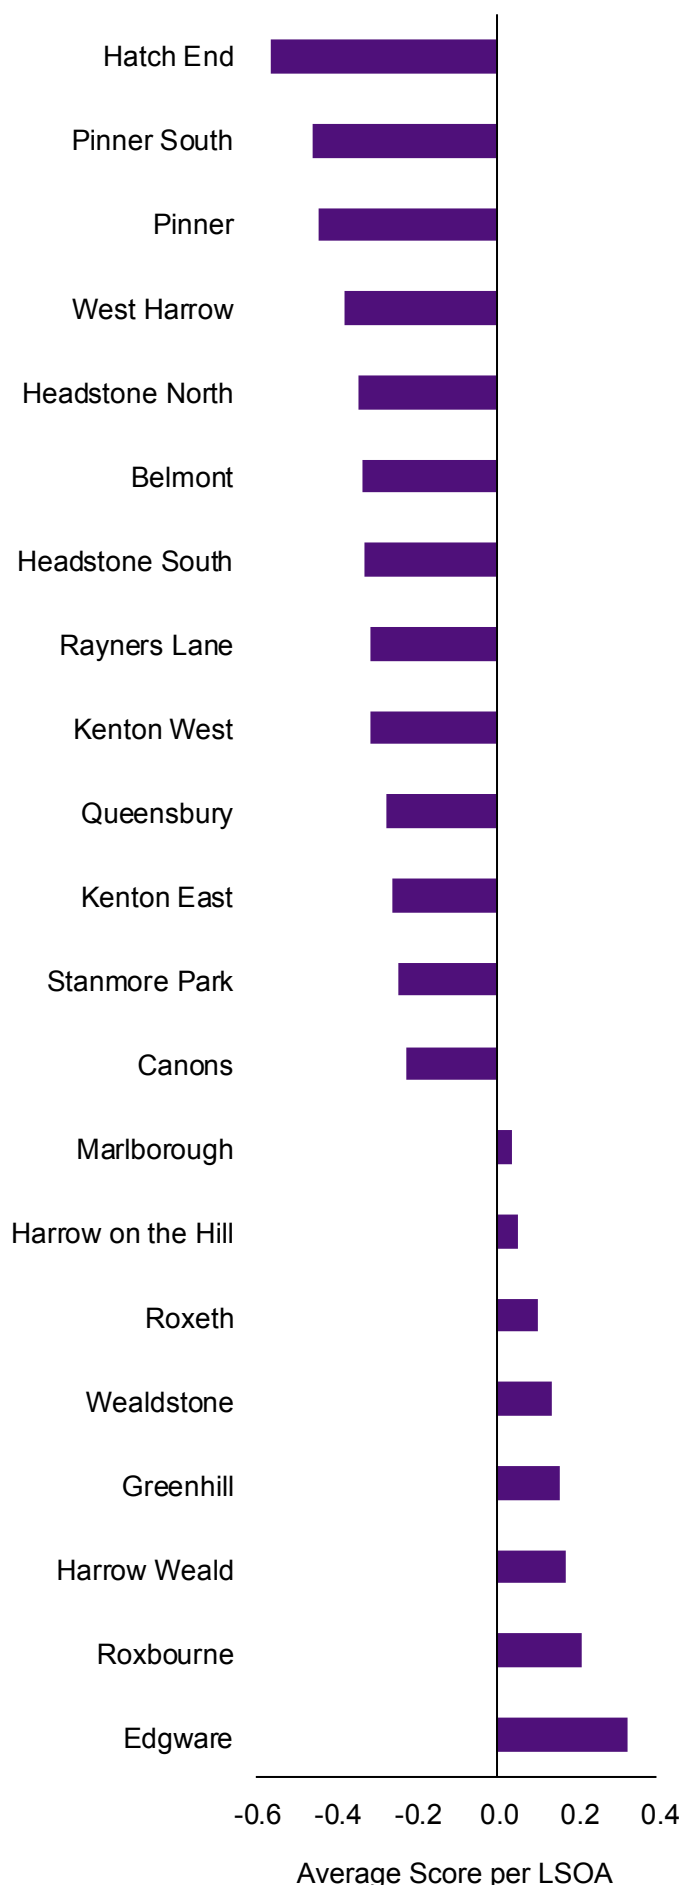 Hatch End
Pinner South
Pinner
West Harrow
Headstone North
Belmont
Headstone South
Rayners Lane
Kenton West
Queensbury
Kenton East
Stanmore Park
Canons
Marlborough
Harrow on the Hill
Roxeth
Wealdstone
Greenhill
Harrow Weald
Roxbourne
Edgware
-0.6 -0.4 -0.2 0.0 0.2 0.4
Average Score per LSOA